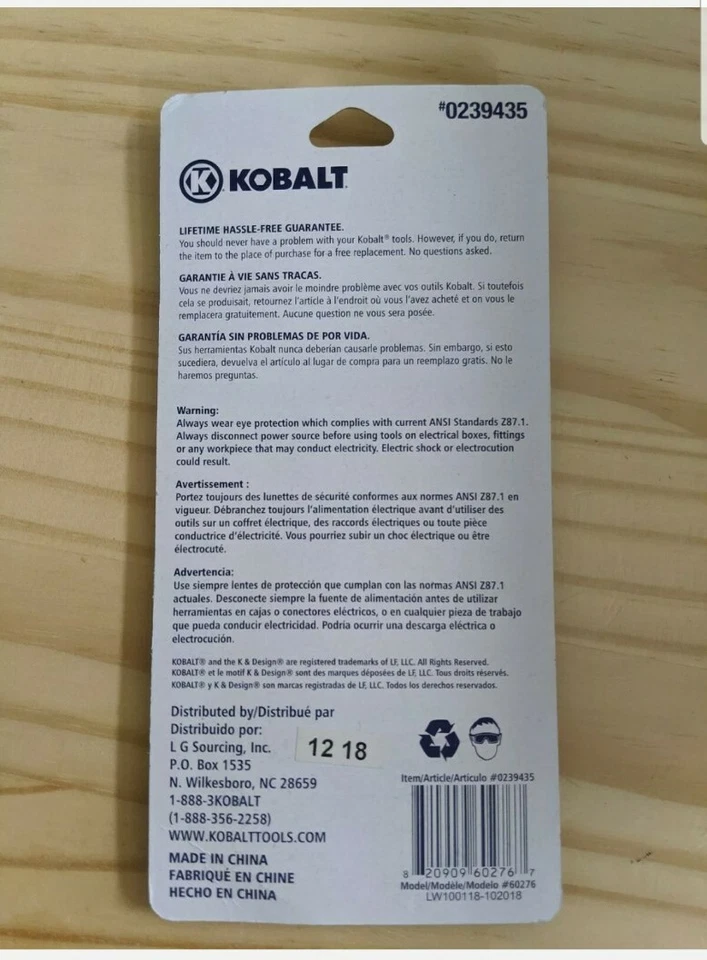 #0239435
K KOBALT
LIFETIME HASSLE-FREE GUARANTEE.
You should never have a problem with your Kobalt® tools. However, if you do, return
the item to the place of purchase for a free replacement. No questions asked.
GARANTIE À VIE SANS TRACAS.
Vous ne devriez jamais avoir le moindre problème avec vos outils Kobalt. Si toutefois
cela se produisait, retournez l'article à l'endroit où vous l'avez acheté et on vous le
remplacera gratuitement. Aucune question ne vous sera posée.
GARANTÍA SIN PROBLEMAS DE POR VIDA.
Sus herramientas Kobalt nunca deberían causarle problemas. Sin embargo, si esto
sucediera, devuelva el artículo al lugar de compra para un reemplazo gratis. No le
haremos preguntas.
Warning:
Always wear eye protection which complies with current ANSI Standards Z87.1.
Always disconnect power source before using tools on electrical boxes, fittings
or any workpiece that may conduct electricity. Electric shock or electrocution
could result.
Avertissement :
Portez toujours des lunettes de sécurité conformes aux normes ANSI Z87.1 en
vigueur. Débranchez toujours l'alimentation électrique avant d'utiliser des
outils sur un coffret électrique, des raccords électriques ou toute pièce
conductrice d'électricité. Vous pourriez subir un choc électrique ou être
électrocuté.
Advertencia:
Use siempre lentes de protección que cumplan con las normas ANSI Z87.1
actuales. Desconecte siempre la fuente de alimentación antes de utilizar
herramientas en cajas o conectores eléctricos, o en cualquier pieza de trabajo
que pueda conducir electricidad. Podría ocurrir una descarga eléctrica o
electrocución.
KOBALT® and the K & Design® are registered trademarks of LF, LLC. All Rights Reserved.
KOBALT® et le motif K & Design® sont des marques déposées de LF, LLC. Tous droits réservés.
KOBALT® y K & Design® son marcas registradas de LF, LLC. Todos los derechos reservados.
Distributed by/Distribué par
Distribuido por:
L G Sourcing, Inc.
12 18
P.O. Box 1535
N. Wilkesboro, NC 28659
1-888-3KOBALT
(1-888-356-2258)
WWW.KOBALTTOOLS.COM
MADE IN CHINA
FABRIQUÉ EN CHINE
HECHO EN CHINA
Item/Article/Artículo #0239435
8 20909 60276 7
Model/Modèle/Modelo #60276
LW100118-102018